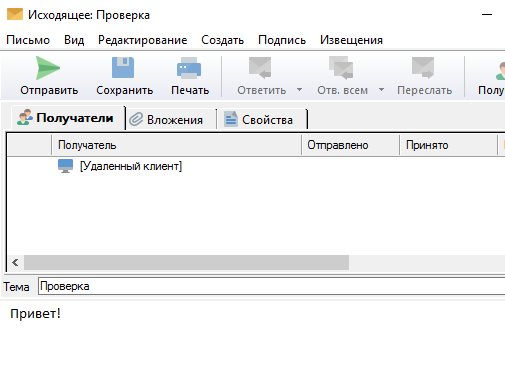 Исходящее: Проверка
Письмо Вид Редактирование Создать Подпись Извещения
Отправить Сохранить Печать Ответить Отв. всем Переслать
Получатели Вложения Свойства
Получатель Отправлено Принято
[Удаленный клиент]
Тема Проверка
Привет!